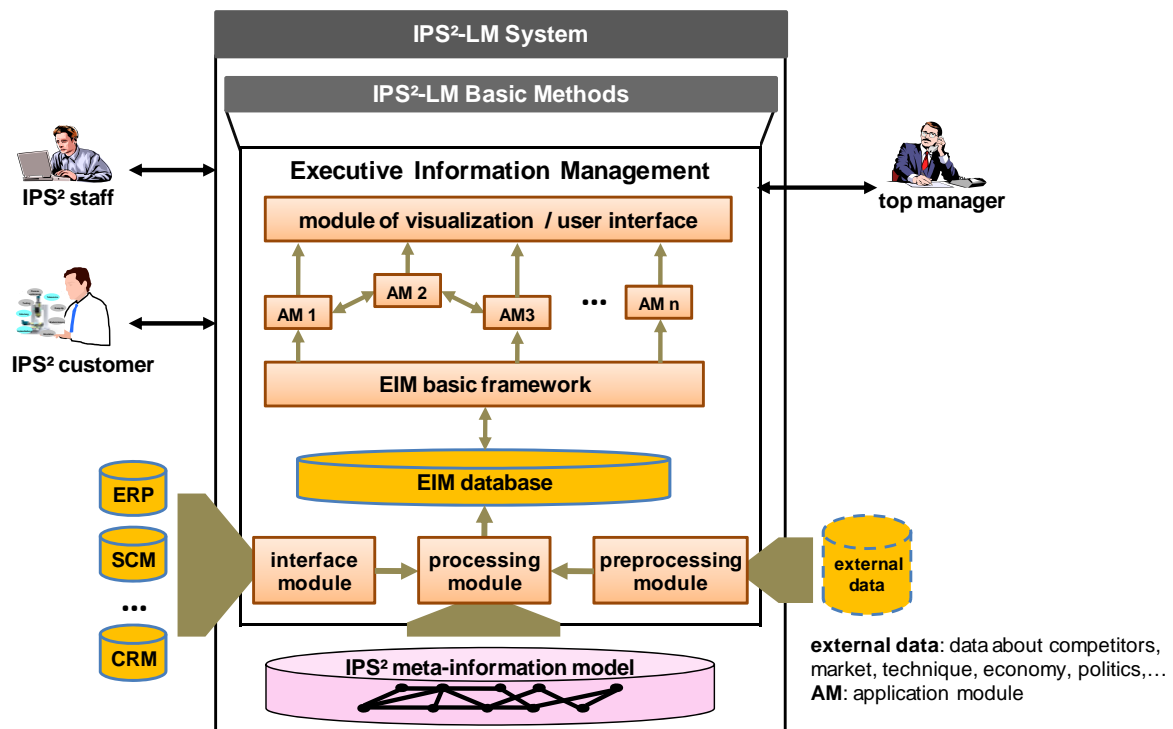 IPS²-LM System
IPS²-LM Basic Methods
Executive Information Management
IPS² staff
top manager
module of visualization / user interface
AM 1
AM 2
AM3
...
AM n
IPS² customer
EIM basic framework
EIM database
ERP
SCM
...
CRM
interface
module
processing
module
preprocessing
module
external
data
IPS² meta-information model
external data: data about competitors,
market, technique, economy, politics,...
AM: application module